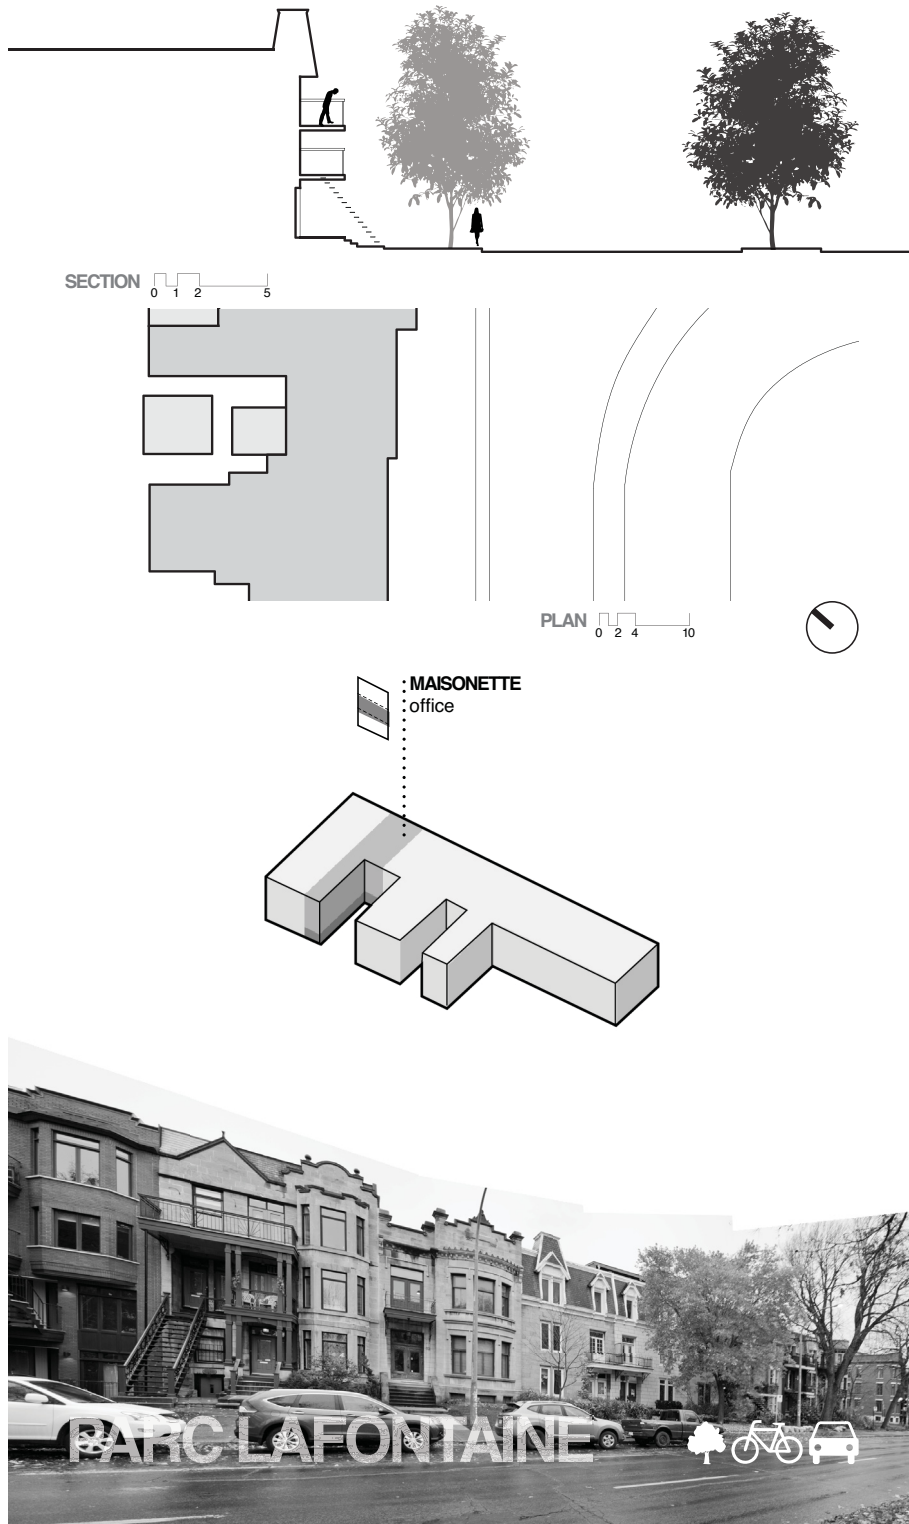 SECTION
0 1 2 5
PLAN
0 2 4 10
MAISONETTE
office
PARC LAFONTAINE